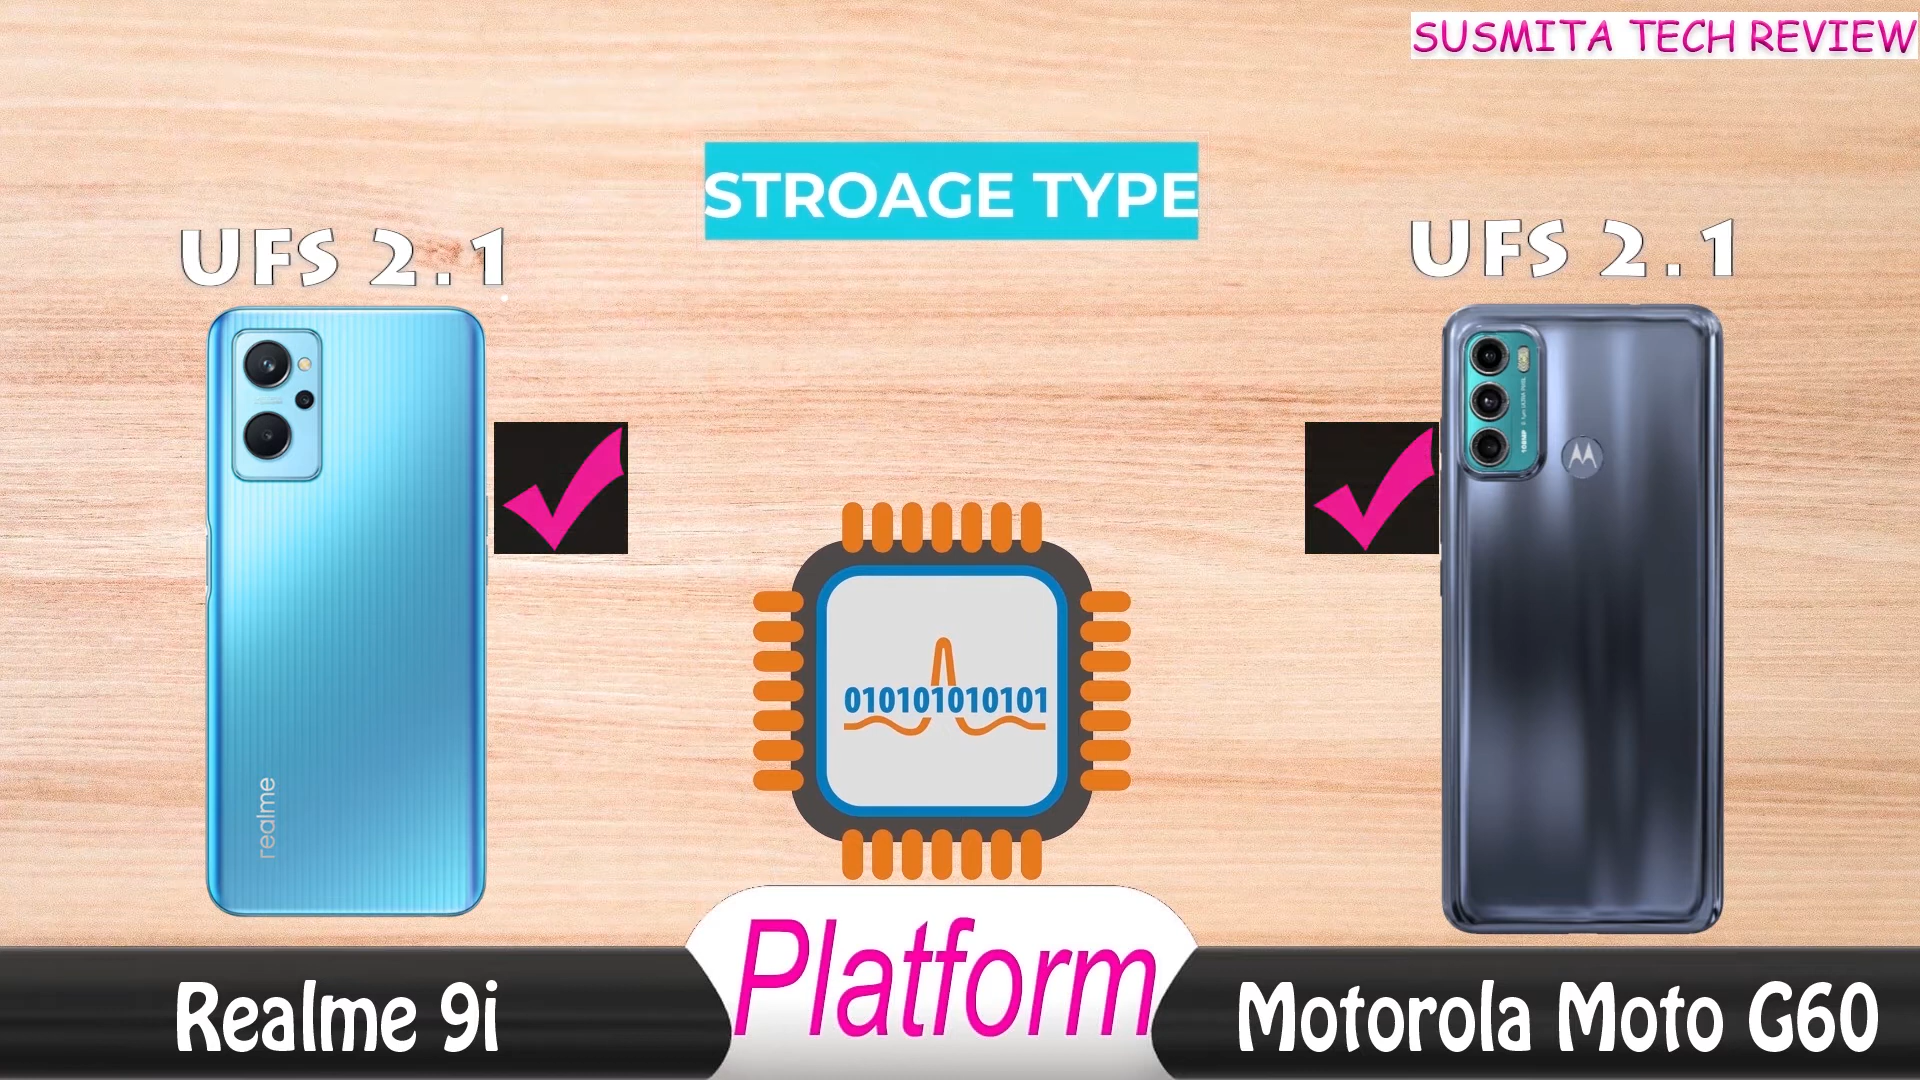 SUSMITA TECH REVIEW
STROAGE TYPE
UFS 2.1
UFS 2.1
realme
108MP
010101010101
Platform
Realme 9i
Motorola Moto G60